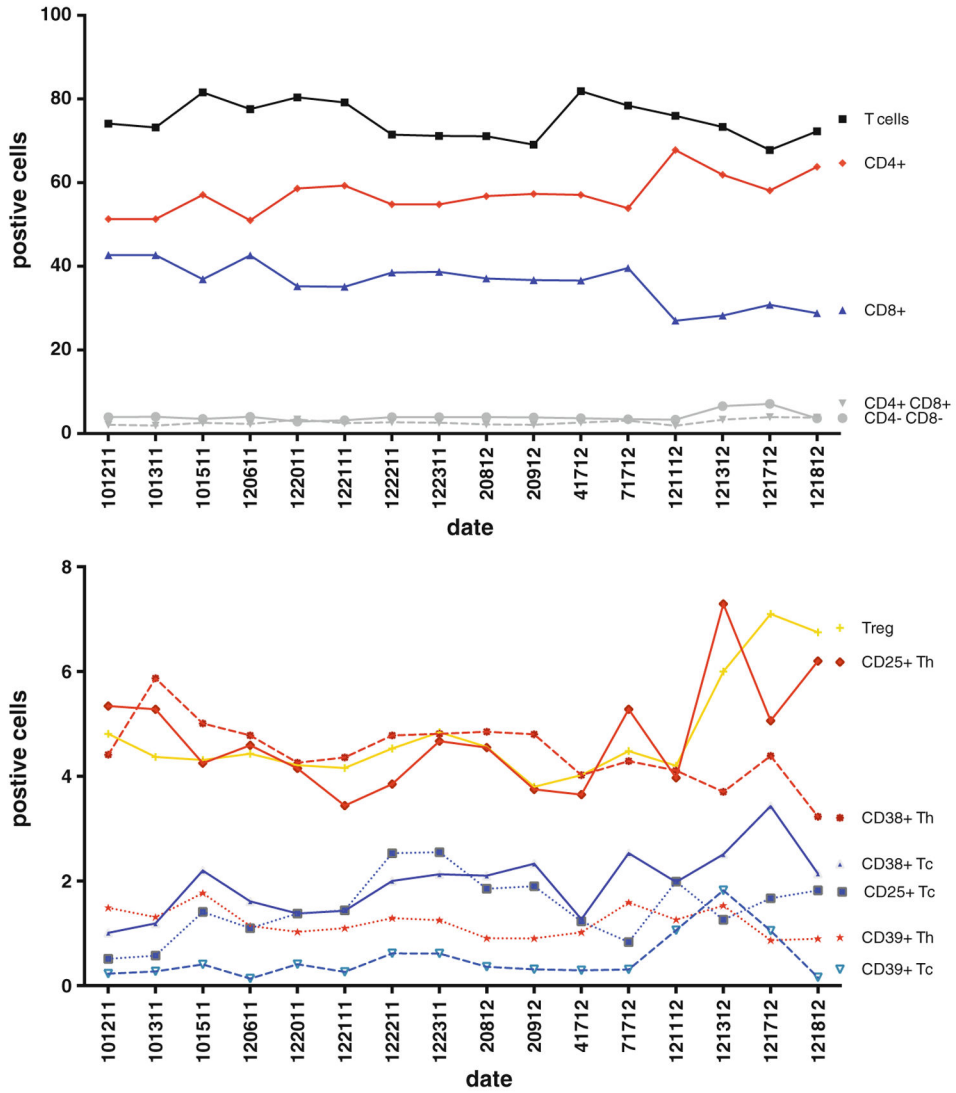 100
80
60
40
20
0
postive cells
T cells
CD4+
CD8+
CD4+ CD8+
CD4- CD8-
101211
101311
101511
120611
122011
122111
122211
122311
20812
20912
41712
71712
121112
121312
121712
121812
date
8
6
4
2
0
postive cells
Treg
CD25+ Th
CD38+ Th
CD38+ Tc
CD25+ Tc
CD39+ Th
CD39+ Tc
101211
101311
101511
120611
122011
122111
122211
122311
20812
20912
41712
71712
121112
121312
121712
121812
date